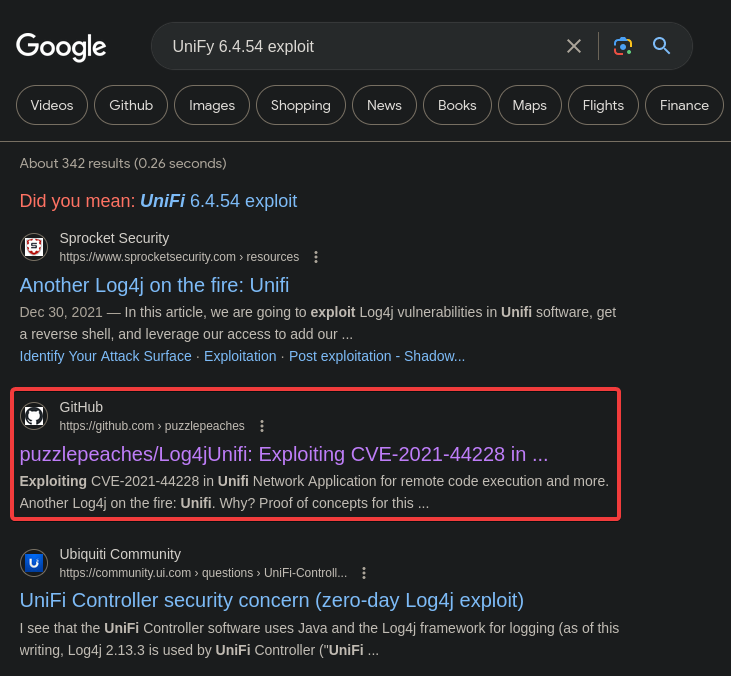 Google
UniFy 6.4.54 exploit
Videos Github Images Shopping News Books Maps Flights Finance
About 342 results (0.26 seconds)
Did you mean: UniFi 6.4.54 exploit
Sprocket Security
https://www.sprocketsecurity.com › resources
Another Log4j on the fire: Unifi
Dec 30, 2021 — In this article, we are going to exploit Log4j vulnerabilities in Unifi software, get
a reverse shell, and leverage our access to add our ...
Identify Your Attack Surface · Exploitation · Post exploitation - Shadow...
GitHub
https://github.com › puzzlepeaches
puzzlepeaches/Log4jUnifi: Exploiting CVE-2021-44228 in ...
Exploiting CVE-2021-44228 in Unifi Network Application for remote code execution and more.
Another Log4j on the fire: Unifi. Why? Proof of concepts for this ...
Ubiquiti Community
https://community.ui.com › questions › UniFi-Controll...
UniFi Controller security concern (zero-day Log4j exploit)
I see that the UniFi Controller software uses Java and the Log4j framework for logging (as of this
writing, Log4j 2.13.3 is used by UniFi Controller ("UniFi ...